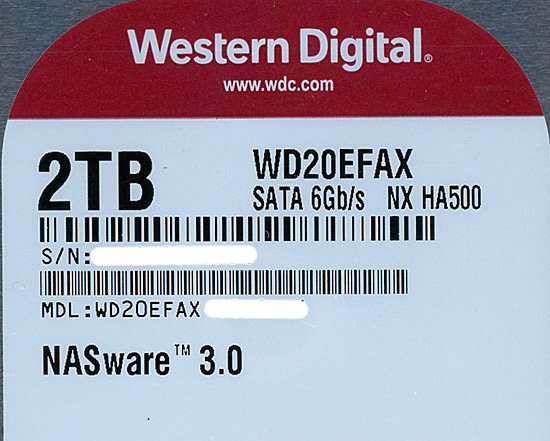 Western Digital®
www.wdc.com
2TB
WD20EFAX
SATA 6Gb/s NX HA500
S/N:
MDL:WD20EFAX
NASware™ 3.0